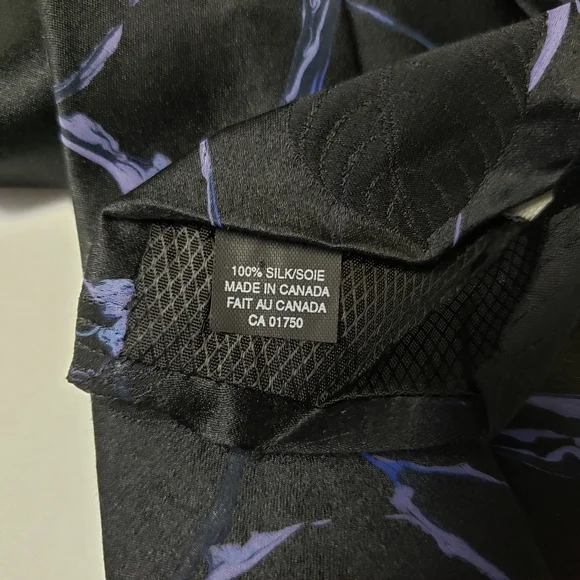 100% SILK/SOIE
MADE IN CANADA
FAIT AU CANADA
CA 01750